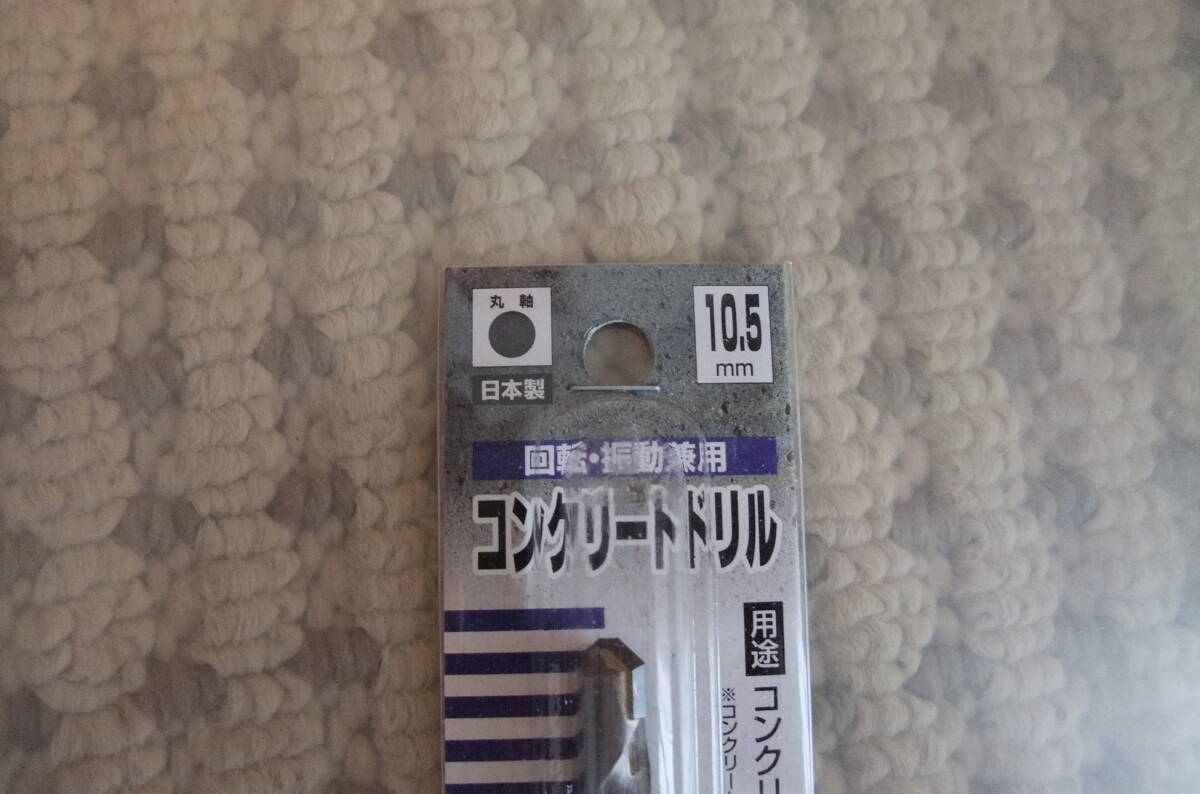 丸軸
日本製
10.5
mm
回転・振動兼用
コンクリートドリル
用途
コンクリ
※コンクリー